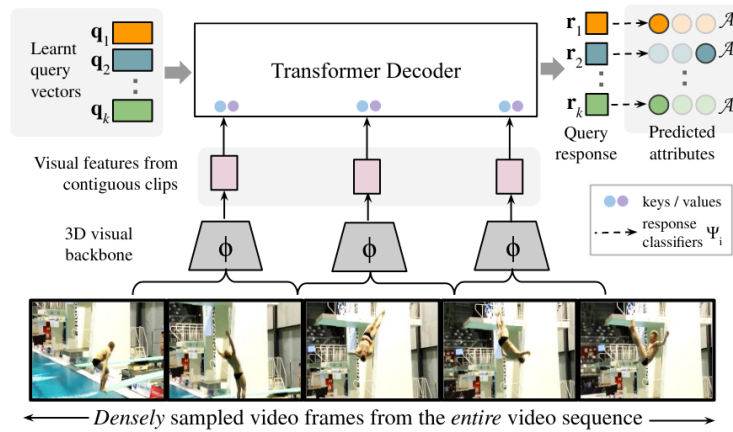 Learnt
query
vectors
q1
q2
qk
Transformer Decoder
r1
r2
rk
Query
response
𝒜
𝒜
𝒜
Predicted
attributes
Visual features from
contiguous clips
3D visual
backbone
ϕ
ϕ
ϕ
keys / values
response
classifiers Ψi
Densely sampled video frames from the entire video sequence